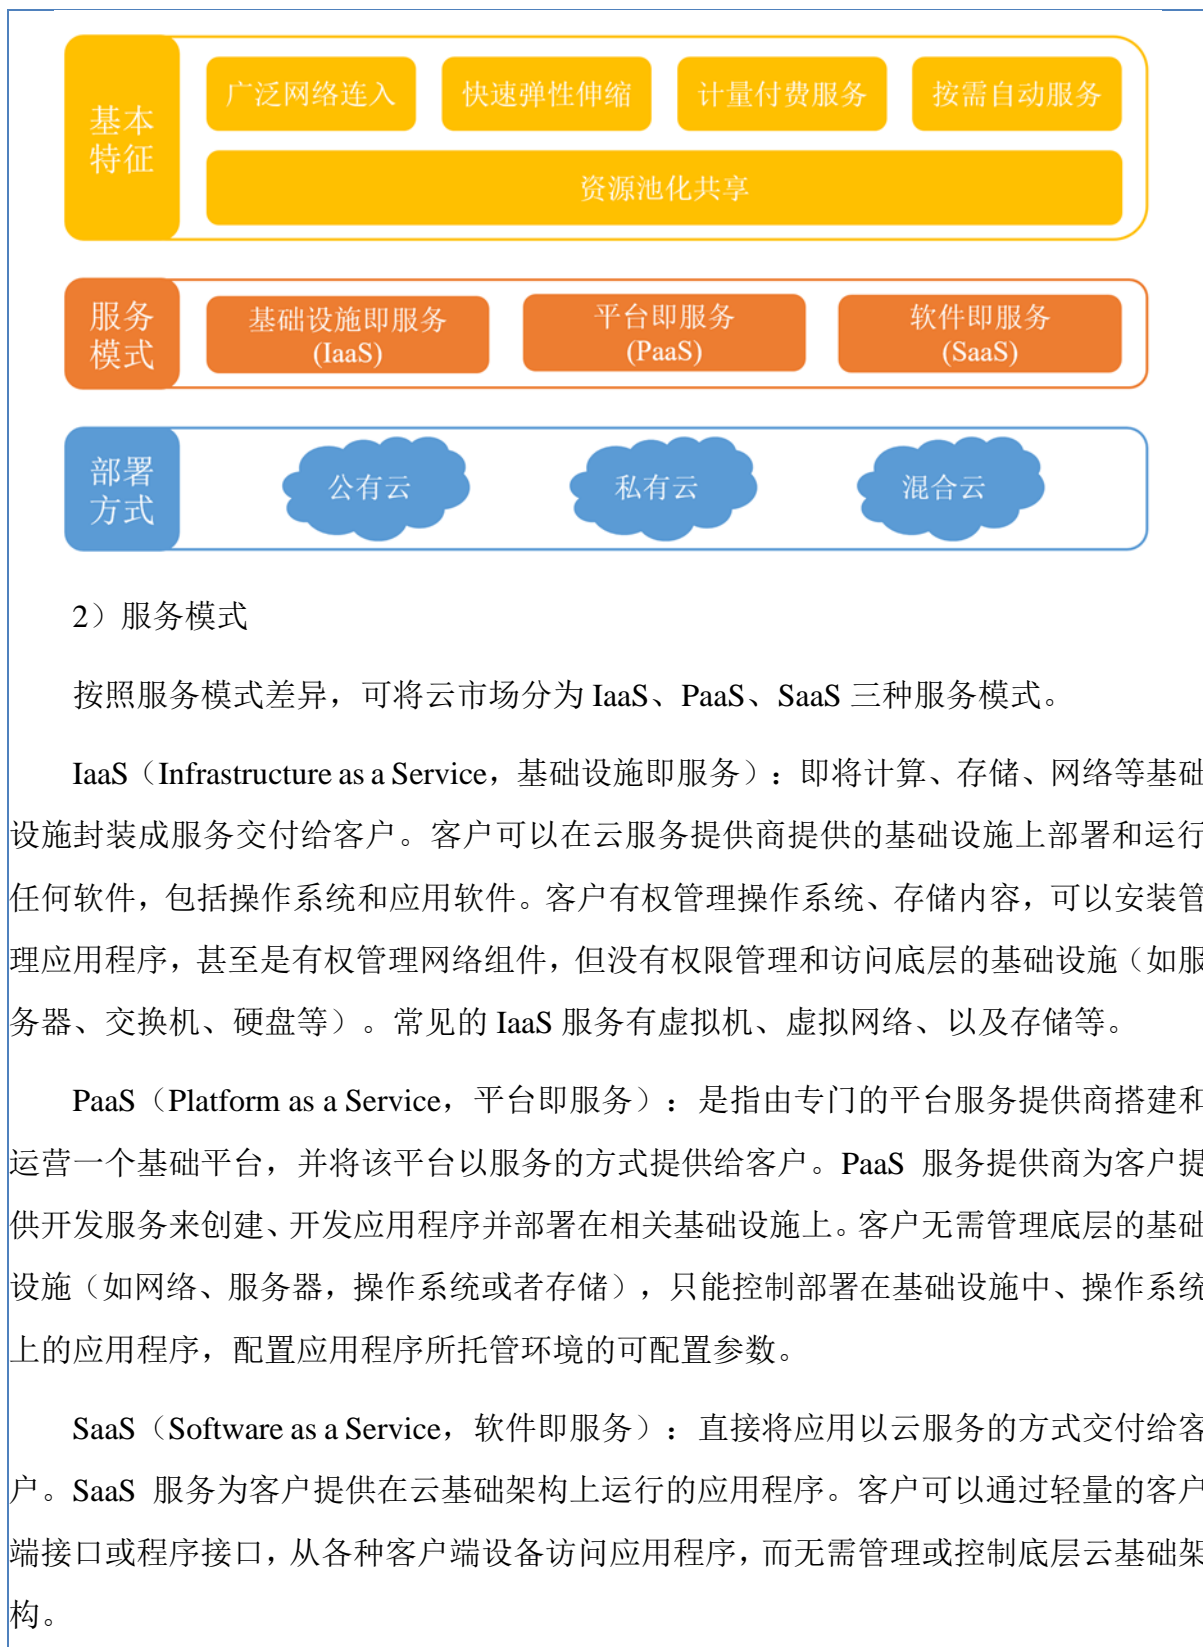 基本
特征
广泛网络连入
快速弹性伸缩
计量付费服务
按需自动服务
资源池化共享
服务
模式
基础设施即服务
(IaaS)
平台即服务
(PaaS)
软件即服务
(SaaS)
部署
方式
公有云
私有云
混合云
2）服务模式
按照服务模式差异，可将云市场分为 IaaS、PaaS、SaaS 三种服务模式。
IaaS（Infrastructure as a Service，基础设施即服务）：即将计算、存储、网络等基础
设施封装成服务交付给客户。客户可以在云服务提供商提供的基础设施上部署和运行
任何软件，包括操作系统和应用软件。客户有权管理操作系统、存储内容，可以安装管
理应用程序，甚至是有权管理网络组件，但没有权限管理和访问底层的基础设施（如服
务器、交换机、硬盘等）。常见的 IaaS 服务有虚拟机、虚拟网络、以及存储等。
PaaS（Platform as a Service，平台即服务）：是指由专门的平台服务提供商搭建和
运营一个基础平台，并将该平台以服务的方式提供给客户。PaaS 服务提供商为客户提
供开发服务来创建、开发应用程序并部署在相关基础设施上。客户无需管理底层的基础
设施（如网络、服务器，操作系统或者存储），只能控制部署在基础设施中、操作系统
上的应用程序，配置应用程序所托管环境的可配置参数。
SaaS（Software as a Service，软件即服务）：直接将应用以云服务的方式交付给客
户。SaaS 服务为客户提供在云基础架构上运行的应用程序。客户可以通过轻量的客户
端接口或程序接口，从各种客户端设备访问应用程序，而无需管理或控制底层云基础架
构。